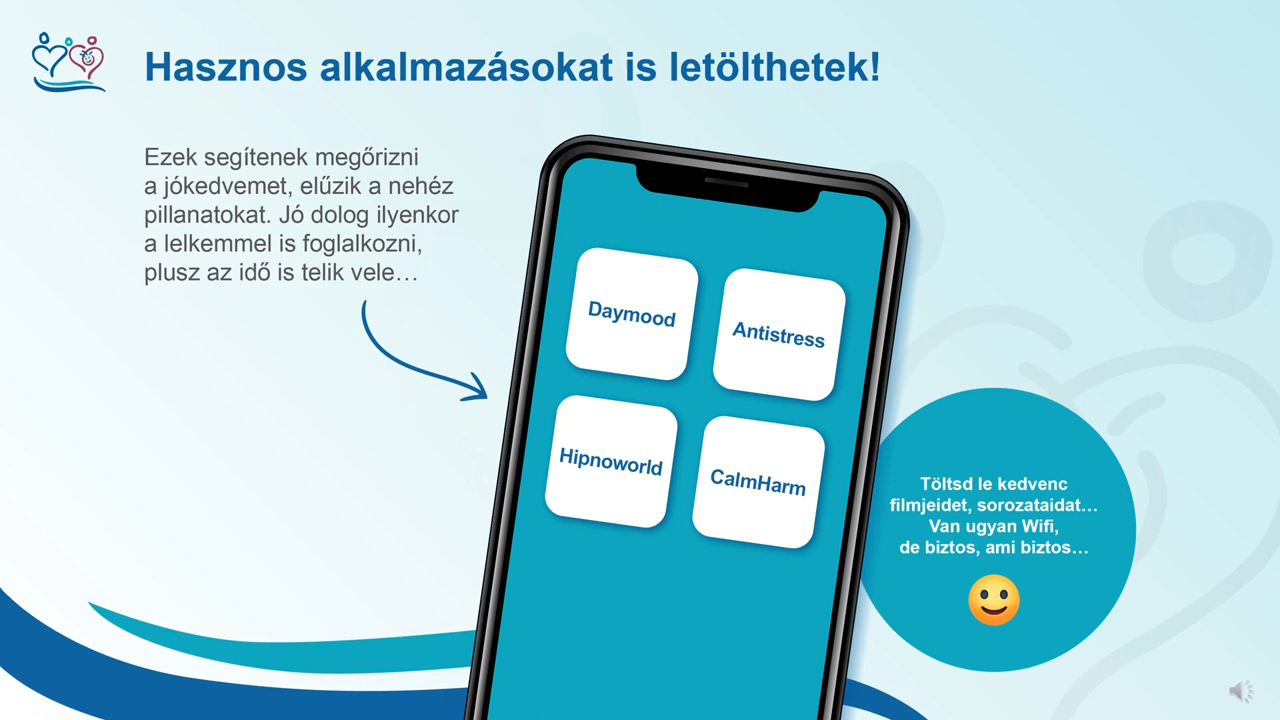 Hasznos alkalmazásokat is letölthetek!
Ezek segítenek megőrizni
a jókedvemet, elűzik a nehéz
pillanatokat. Jó dolog ilyenkor
a lelkemmel is foglalkozni,
plusz az idő is telik vele…
Daymood
Antistress
Hipnoworld
CalmHarm
Töltsd le kedvenc
filmjeidet, sorozataidat…
Van ugyan Wifi,
de biztos, ami biztos…